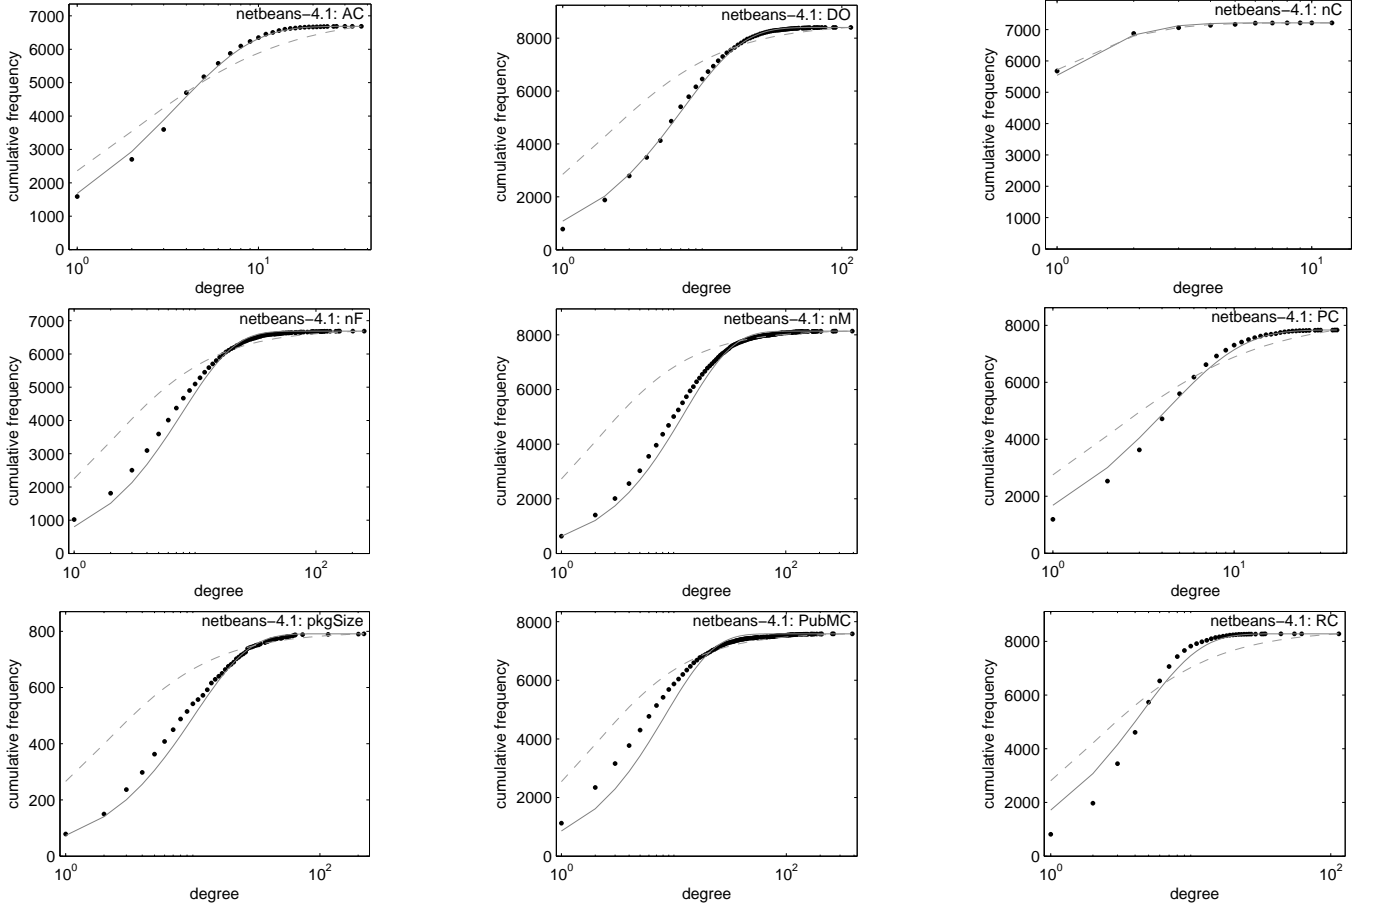 netbeans−4.1: AC
7000
6000
5000
4000
3000
2000
1000
0
cumulative frequency
10^0
10^1
degree
netbeans−4.1: DO
8000
6000
4000
2000
0
cumulative frequency
10^0
10^2
degree
netbeans−4.1: nC
7000
6000
5000
4000
3000
2000
1000
0
cumulative frequency
10^0
10^1
degree
netbeans−4.1: nF
7000
6000
5000
4000
3000
2000
1000
0
cumulative frequency
10^0
10^2
degree
netbeans−4.1: nM
8000
6000
4000
2000
0
cumulative frequency
10^0
10^2
degree
netbeans−4.1: PC
8000
6000
4000
2000
0
cumulative frequency
10^0
10^1
degree
netbeans−4.1: pkgSize
800
600
400
200
0
cumulative frequency
10^0
10^2
degree
netbeans−4.1: PubMC
8000
6000
4000
2000
0
cumulative frequency
10^0
10^2
degree
netbeans−4.1: RC
8000
6000
4000
2000
0
cumulative frequency
10^0
10^2
degree